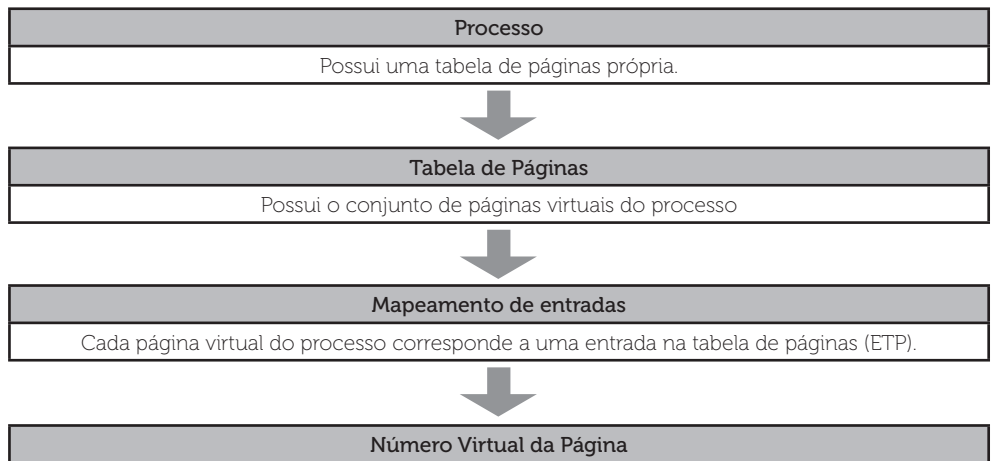 Processo
Possui uma tabela de páginas própria.
Tabela de Páginas
Possui o conjunto de páginas virtuais do processo
Mapeamento de entradas
Cada página virtual do processo corresponde a uma entrada na tabela de páginas (ETP).
Número Virtual da Página